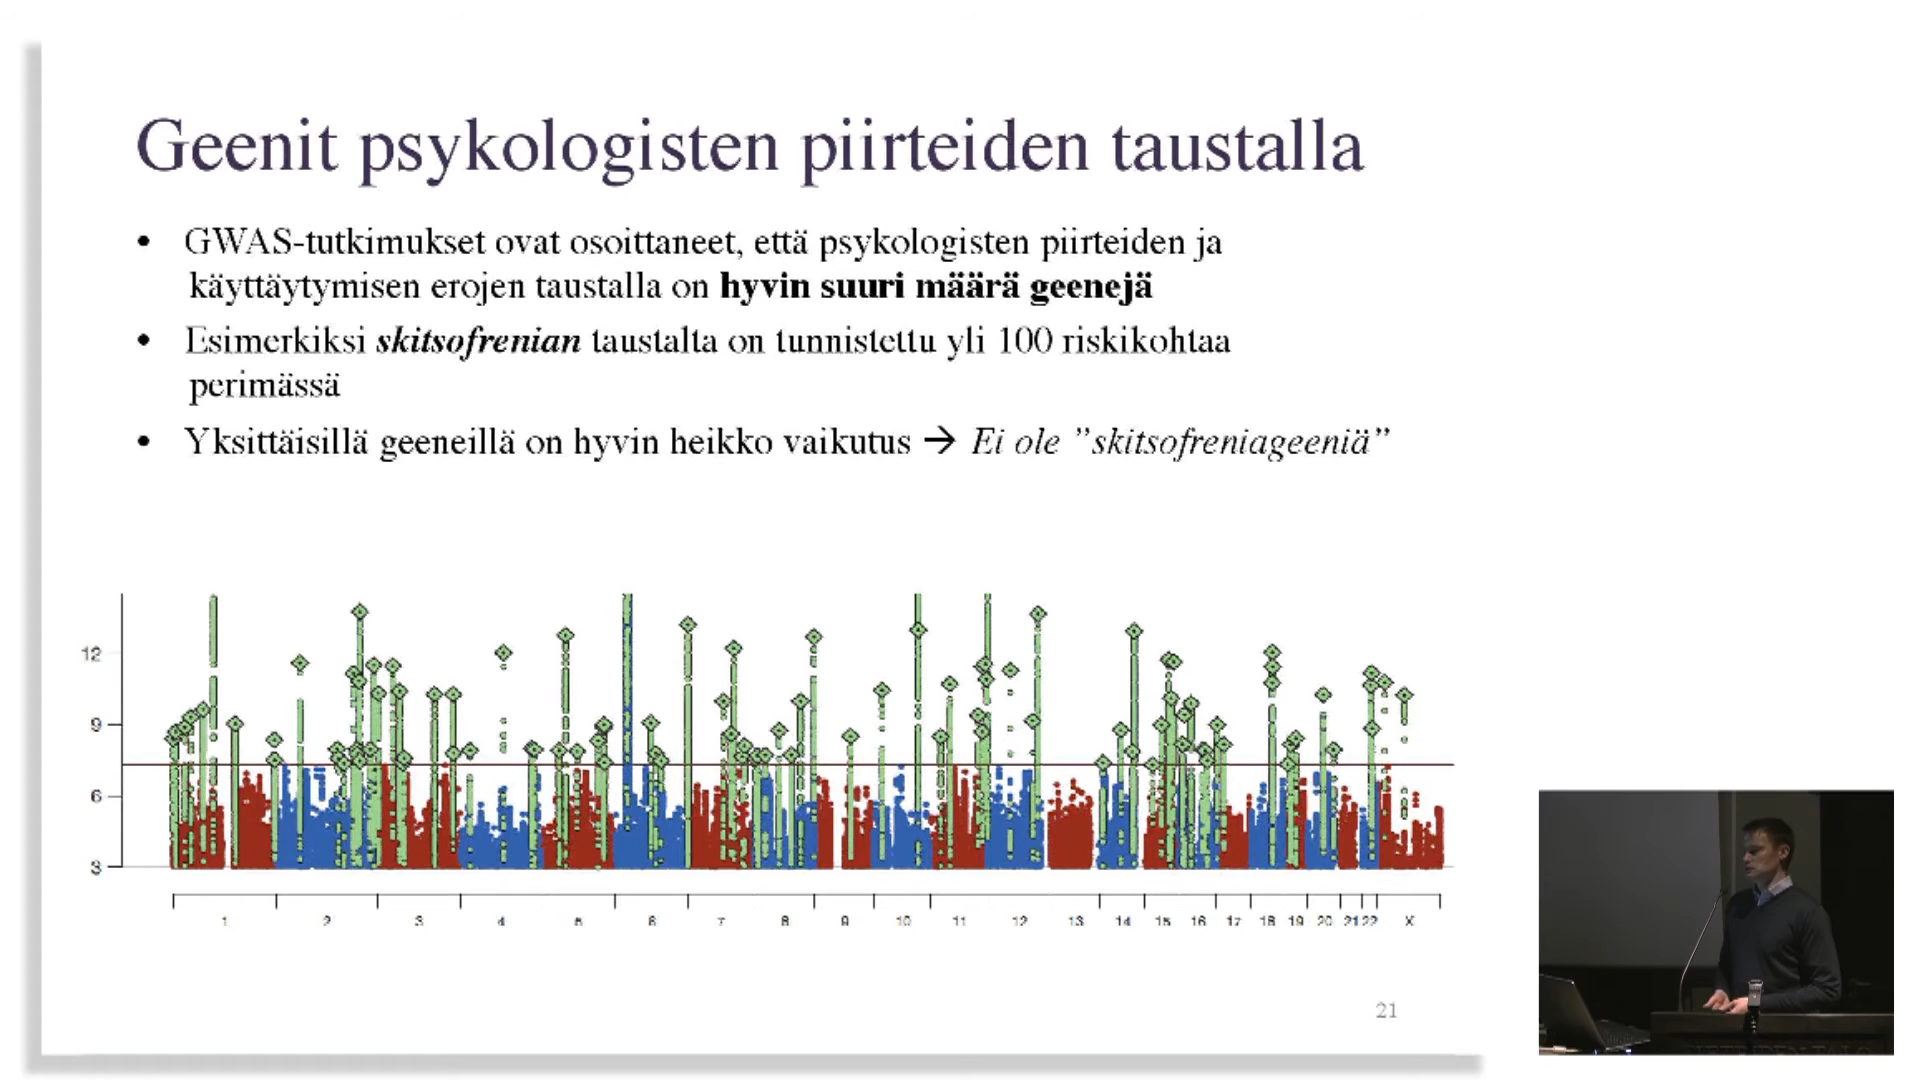 Geenit psykologisten piirteiden taustalla
• GWAS-tutkimukset ovat osoittaneet, että psykologisten piirteiden ja
käyttäytymisen erojen taustalla on hyvin suuri määrä geenejä
• Esimerkiksi skitsofrenian taustalta on tunnistettu yli 100 riskikohtaa
perimässä
• Yksittäisillä geeneillä on hyvin heikko vaikutus → Ei ole ”skitsofreniageeniä”
12
9
6
3
1 2 3 4 5 6 7 8 9 10 11 12 13 14 15 16 17 18 19 20 21 22 X
21